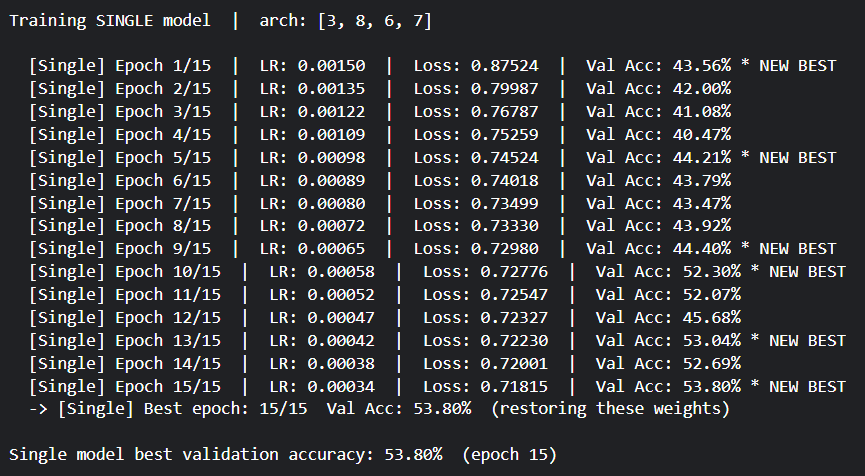 Training SINGLE model  |  arch: [3, 8, 6, 7]
[Single] Epoch 1/15  |  LR: 0.00150  |  Loss: 0.87524  |  Val Acc: 43.56% * NEW BEST
[Single] Epoch 2/15  |  LR: 0.00135  |  Loss: 0.79987  |  Val Acc: 42.00%
[Single] Epoch 3/15  |  LR: 0.00122  |  Loss: 0.76787  |  Val Acc: 41.08%
[Single] Epoch 4/15  |  LR: 0.00109  |  Loss: 0.75259  |  Val Acc: 40.47%
[Single] Epoch 5/15  |  LR: 0.00098  |  Loss: 0.74524  |  Val Acc: 44.21% * NEW BEST
[Single] Epoch 6/15  |  LR: 0.00089  |  Loss: 0.74018  |  Val Acc: 43.79%
[Single] Epoch 7/15  |  LR: 0.00080  |  Loss: 0.73499  |  Val Acc: 43.47%
[Single] Epoch 8/15  |  LR: 0.00072  |  Loss: 0.73330  |  Val Acc: 43.92%
[Single] Epoch 9/15  |  LR: 0.00065  |  Loss: 0.72980  |  Val Acc: 44.40% * NEW BEST
[Single] Epoch 10/15  |  LR: 0.00058  |  Loss: 0.72776  |  Val Acc: 52.30% * NEW BEST
[Single] Epoch 11/15  |  LR: 0.00052  |  Loss: 0.72547  |  Val Acc: 52.07%
[Single] Epoch 12/15  |  LR: 0.00047  |  Loss: 0.72327  |  Val Acc: 45.68%
[Single] Epoch 13/15  |  LR: 0.00042  |  Loss: 0.72230  |  Val Acc: 53.04% * NEW BEST
[Single] Epoch 14/15  |  LR: 0.00038  |  Loss: 0.72001  |  Val Acc: 52.69%
[Single] Epoch 15/15  |  LR: 0.00034  |  Loss: 0.71815  |  Val Acc: 53.80% * NEW BEST
-> [Single] Best epoch: 15/15  Val Acc: 53.80%  (restoring these weights)
Single model best validation accuracy: 53.80%  (epoch 15)